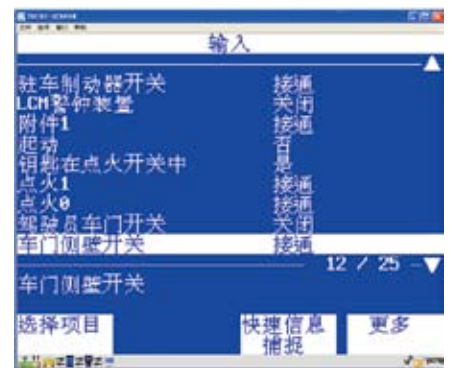 输入
驻车制动器开关 接通
LCM警钟装置 关闭
附件1 接通
起动 否
钥匙在点火开关中 是
点火1 接通
点火0 接通
驾驶员车门开关 关闭
车门侧壁开关 接通
12 / 25
车门侧壁开关
选择项目 快速信息捕捉 更多